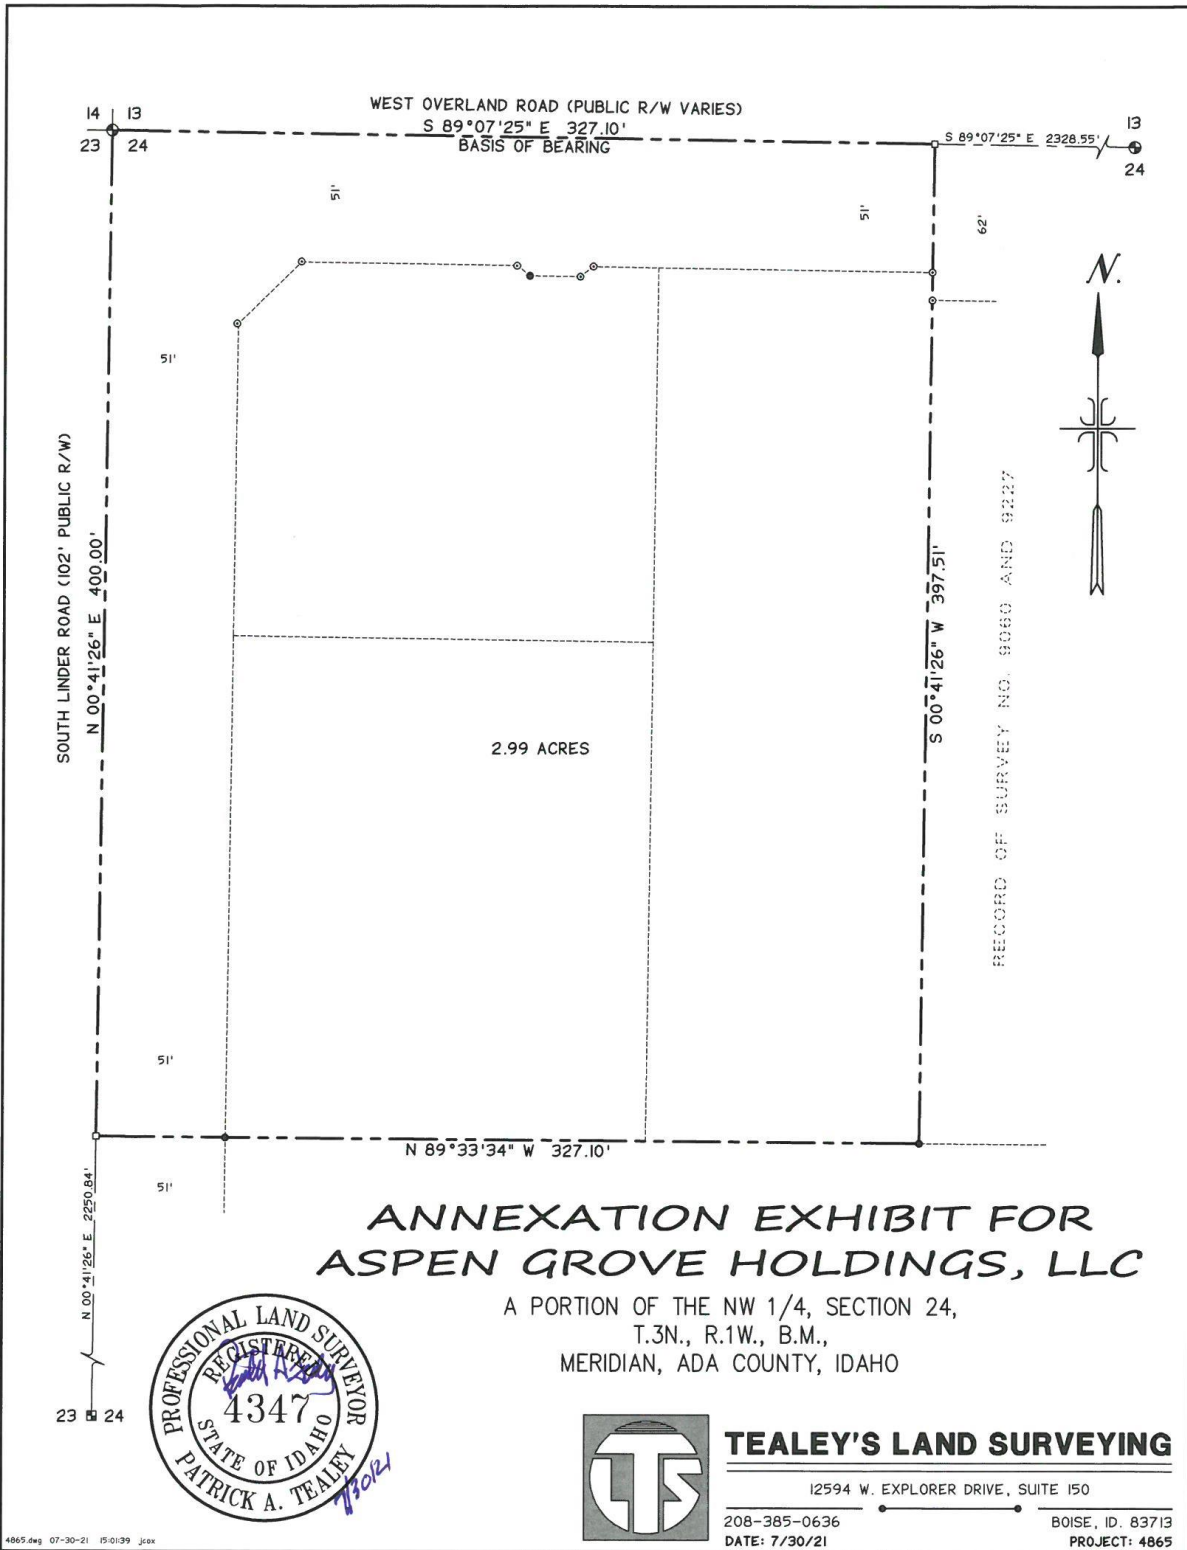 WEST OVERLAND ROAD (PUBLIC R/W VARIES)
14 13
S 89°07'25" E 327.10'
23 24
BASIS OF BEARING
S 89°07'25" E 2328.55'
13
24
51'
51'
62'
N.
51'
SOUTH LINDER ROAD (102' PUBLIC R/W)
N 00°41'26" E 400.00'
S 00°41'26" W 397.51'
RECORD OF SURVEY NO. 9060 AND 9227
2.99 ACRES
51'
N 89°33'34" W 327.10'
51'
N 00°41'26" E 2250.84'
23 24
ANNEXATION EXHIBIT FOR
ASPEN GROVE HOLDINGS, LLC
A PORTION OF THE NW 1/4, SECTION 24,
T.3N., R.1W., B.M.,
MERIDIAN, ADA COUNTY, IDAHO
PROFESSIONAL LAND SURVEYOR
REGISTERED
4347
STATE OF IDAHO
PATRICK A. TEALEY
7/30/21
LTS
TEALEY'S LAND SURVEYING
12594 W. EXPLORER DRIVE, SUITE 150
208-385-0636
BOISE, ID. 83713
DATE: 7/30/21
PROJECT: 4865
4865.dwg 07-30-21 15:01:39 jcox